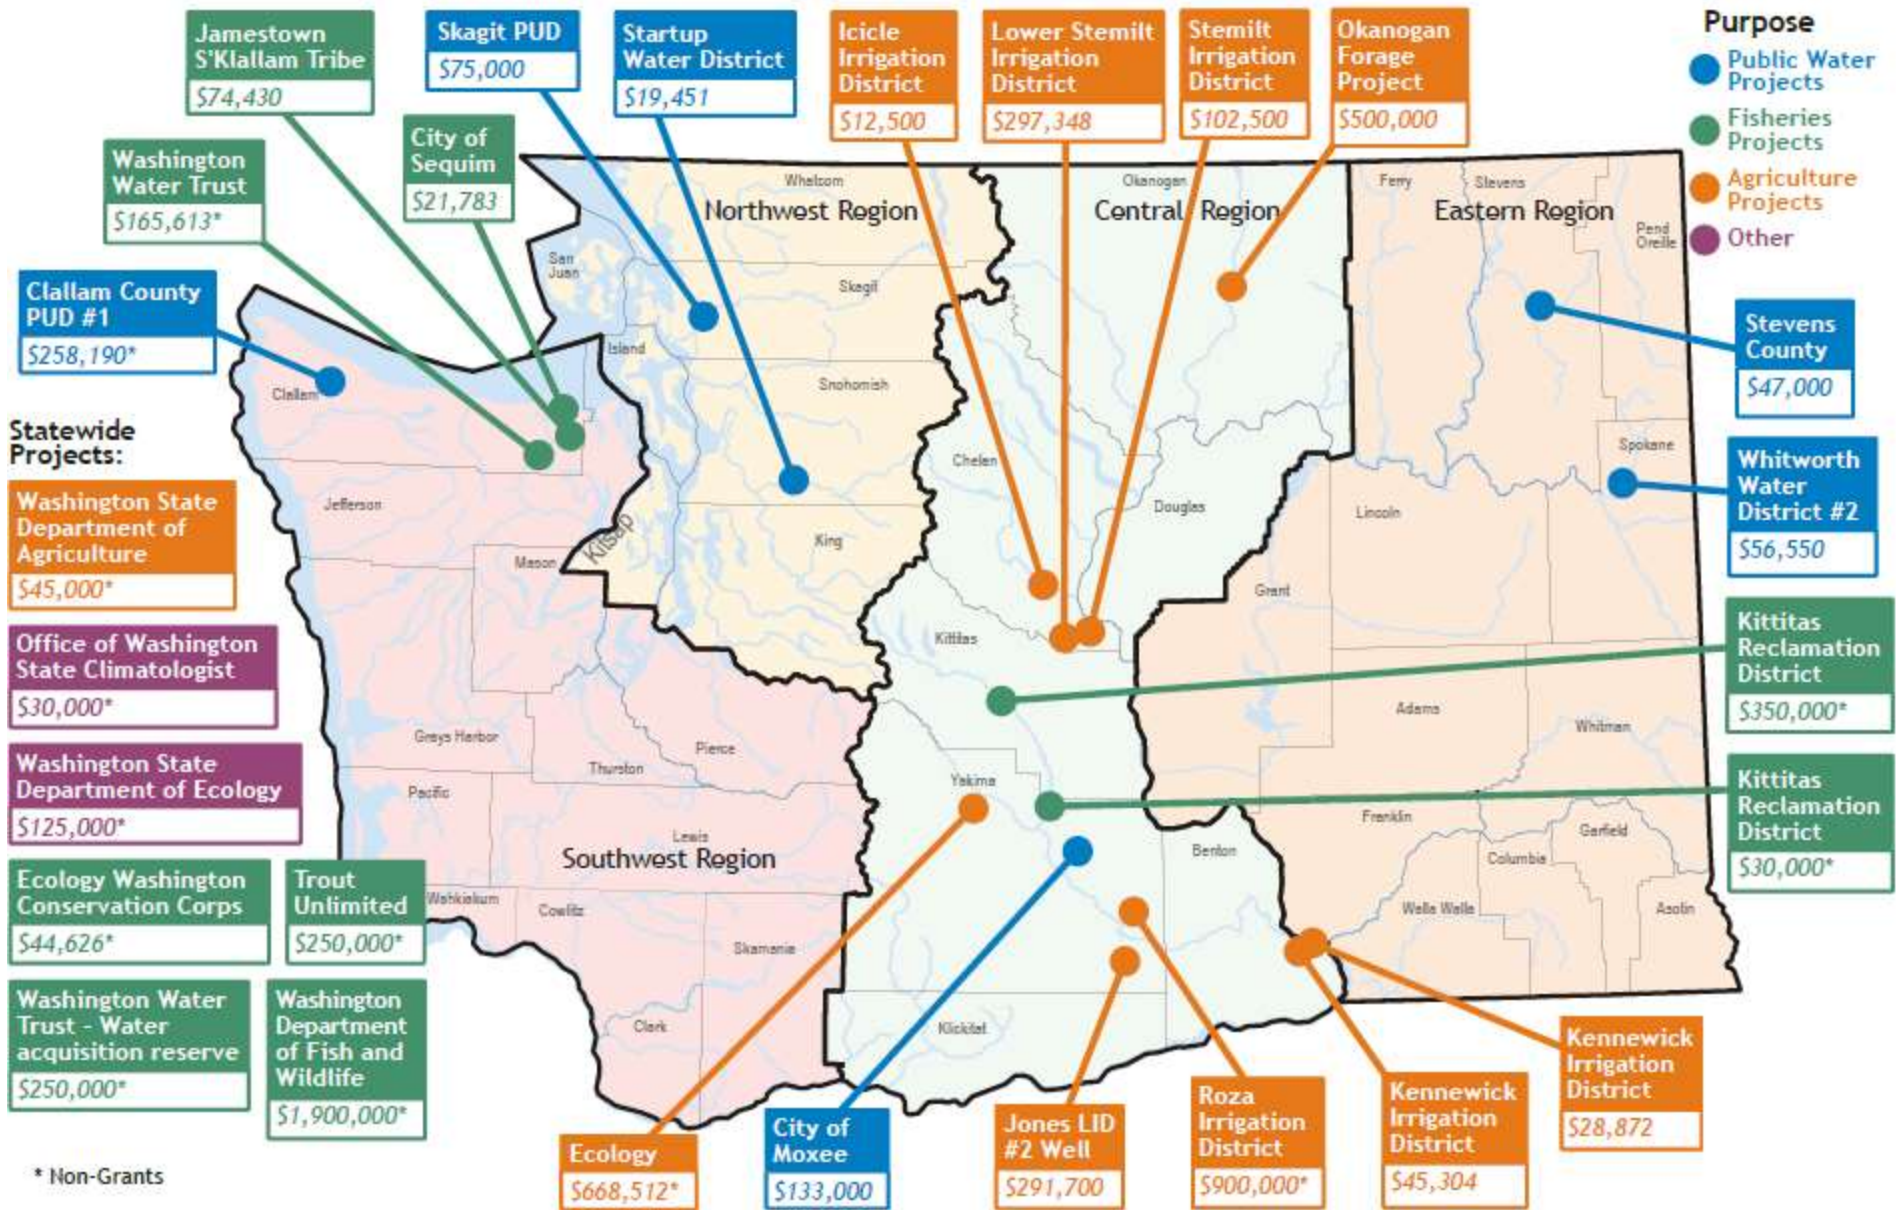 Jamestown
S'Klallam Tribe
$74,430
Skagit PUD
$75,000
Startup
Water District
$19,451
Icicle
Irrigation
District
$12,500
Lower Stemilt
Irrigation
District
$297,348
Stemilt
Irrigation
District
$102,500
Okanogan
Forage
Project
$500,000
Purpose
Public Water
Projects
Fisheries
Projects
Agriculture
Projects
Other
Washington
Water Trust
$165,613*
City of
Sequim
$21,783
Clallam County
PUD #1
$258,190*
Statewide
Projects:
Washington State
Department of
Agriculture
$45,000*
Office of Washington
State Climatologist
$30,000*
Washington State
Department of Ecology
$125,000*
Ecology Washington
Conservation Corps
$44,626*
Trout
Unlimited
$250,000*
Washington Water
Trust - Water
acquisition reserve
$250,000*
Washington
Department
of Fish and
Wildlife
$1,900,000*
* Non-Grants
Northwest Region
Whatcom
San
Juan
Skagit
Island
Snohomish
King
Kitsap
Central Region
Okanogan
Chelan
Douglas
Kittitas
Yakima
Benton
Klickitat
Eastern Region
Ferry
Stevens
Pend
Oreille
Spokane
Lincoln
Grant
Adams
Whitman
Franklin
Garfield
Columbia
Walla Walla
Asotin
Southwest Region
Clallam
Jefferson
Mason
Grays Harbor
Thurston
Pierce
Pacific
Lewis
Wahkiakum
Cowlitz
Skamania
Clark
Stevens
County
$47,000
Whitworth
Water
District #2
$56,550
Kittitas
Reclamation
District
$350,000*
Kittitas
Reclamation
District
$30,000*
Ecology
$668,512*
City of
Moxee
$133,000
Jones LID
#2 Well
$291,700
Roza
Irrigation
District
$900,000*
Kennewick
Irrigation
District
$45,304
Kennewick
Irrigation
District
$28,872